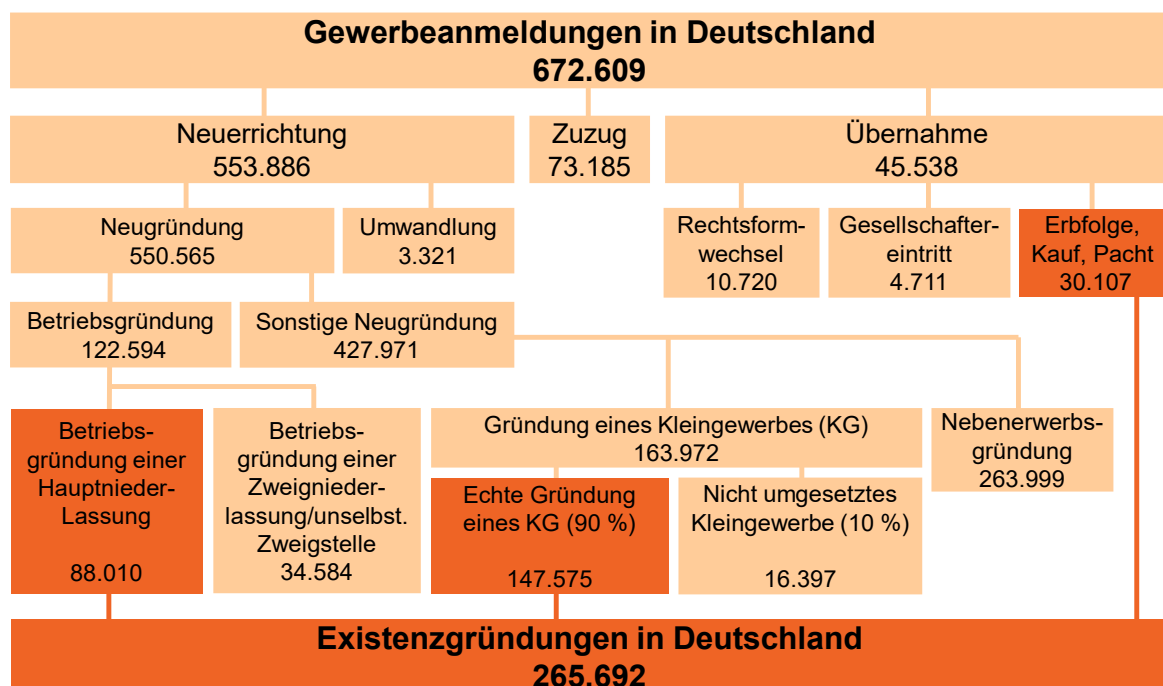 Gewerbeanmeldungen in Deutschland
672.609
Neuerrichtung
553.886
Zuzug
73.185
Übernahme
45.538
Neugründung
550.565
Umwandlung
3.321
Rechtsform-
wechsel
10.720
Gesellschafter-
eintritt
4.711
Erbfolge,
Kauf, Pacht
30.107
Betriebsgründung
122.594
Sonstige Neugründung
427.971
Betriebs-
gründung einer
Hauptnieder-
Lassung
88.010
Betriebs-
gründung einer
Zweignieder-
lassung/unselbst.
Zweigstelle
34.584
Gründung eines Kleingewerbes (KG)
163.972
Echte Gründung
eines KG (90 %)
147.575
Nicht umgesetztes
Kleingewerbe (10 %)
16.397
Nebenerwerbs-
gründung
263.999
Existenzgründungen in Deutschland
265.692